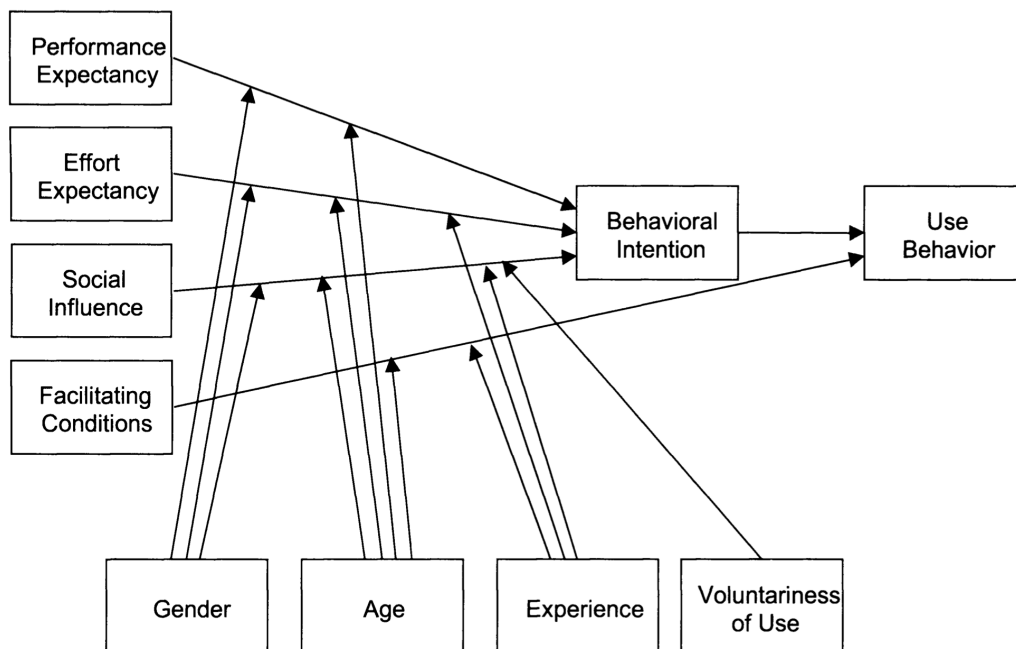 Performance
Expectancy
Effort
Expectancy
Social
Influence
Facilitating
Conditions
Behavioral
Intention
Use
Behavior
Gender
Age
Experience
Voluntariness
of Use